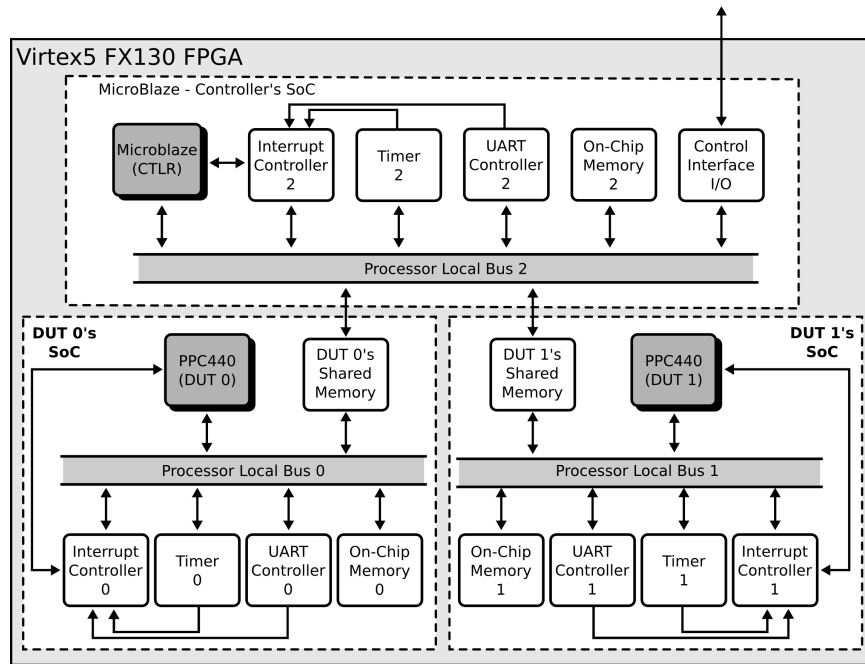 Virtex5 FX130 FPGA
MicroBlaze - Controller's SoC
Microblaze
(CTLR)
Interrupt
Controller
2
Timer
2
UART
Controller
2
On-Chip
Memory
2
Control
Interface
I/O
Processor Local Bus 2
DUT 0's
SoC
PPC440
(DUT 0)
DUT 0's
Shared
Memory
DUT 1's
Shared
Memory
PPC440
(DUT 1)
DUT 1's
SoC
Processor Local Bus 0
Processor Local Bus 1
Interrupt
Controller
0
Timer
0
UART
Controller
0
On-Chip
Memory
0
On-Chip
Memory
1
UART
Controller
1
Timer
1
Interrupt
Controller
1